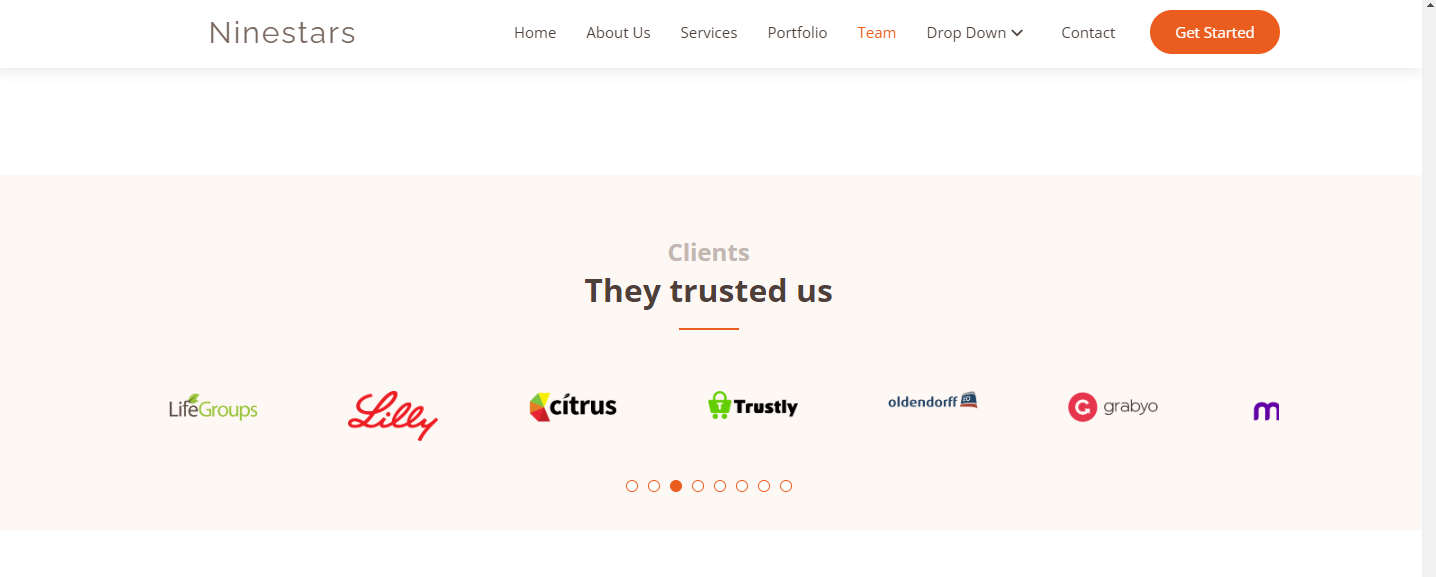 Ninestars Home About Us Services Portfolio Team Drop Down Contact Get Started
Clients
They trusted us
LifeGroups Lilly cítrus Trustly oldendorff grabyo m